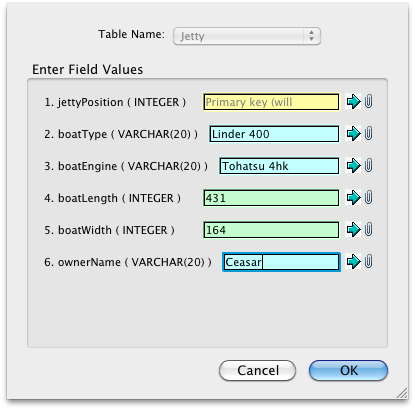 Table Name: Jetty
Enter Field Values
1. jettyPosition ( INTEGER ) Primary key (will
2. boatType ( VARCHAR(20) ) Linder 400
3. boatEngine ( VARCHAR(20) ) Tohatsu 4hk
4. boatLength ( INTEGER ) 431
5. boatWidth ( INTEGER ) 164
6. ownerName ( VARCHAR(20) ) Ceasar
Cancel OK